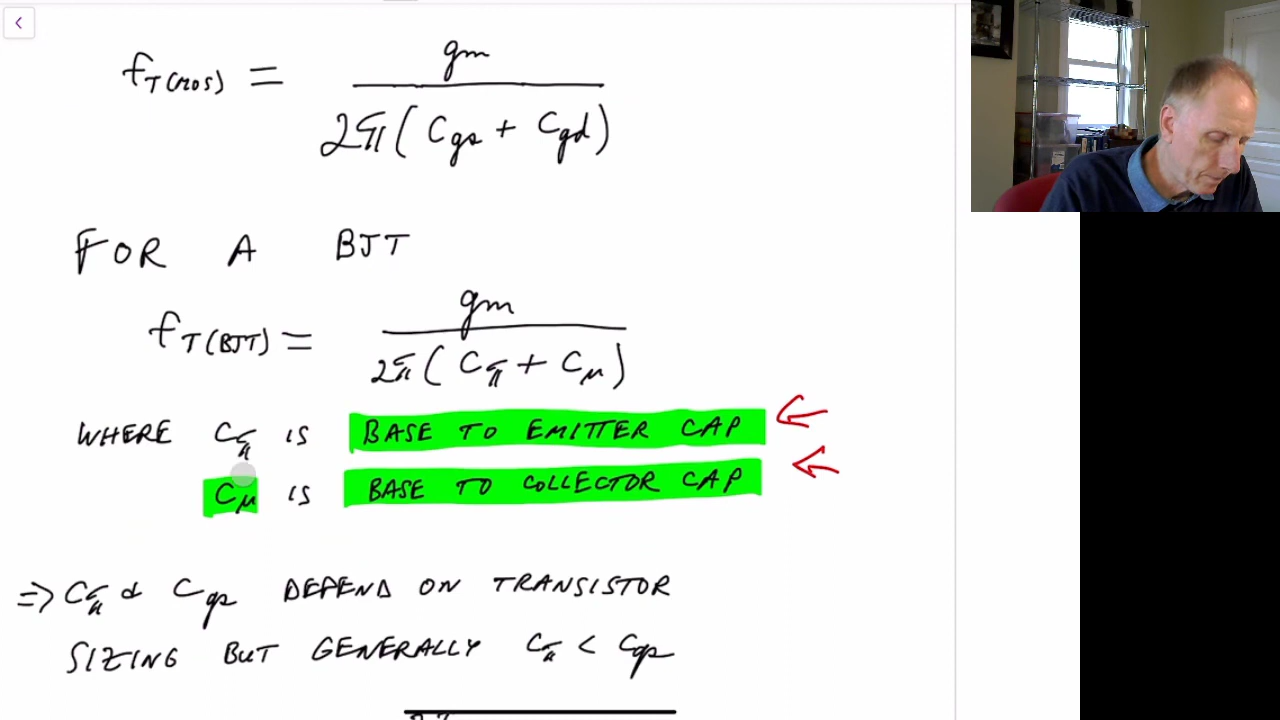 fT(MOS) = gm
2π(Cgs + Cgd)
FOR A BJT
fT(BJT) = gm
2π(Cπ + Cμ)
WHERE Cπ IS BASE TO EMITTER CAP ←
Cμ IS BASE TO COLLECTOR CAP ←
⇒ Cπ & Cgs DEPEND ON TRANSISTOR
SIZING BUT GENERALLY Cπ < Cgs